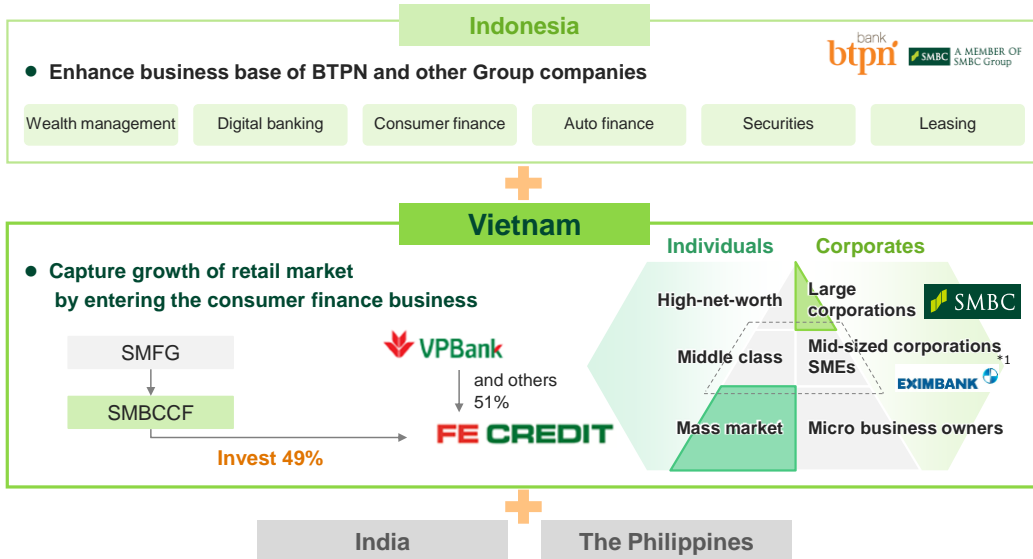 Indonesia
bank
btpn
SMBC
A MEMBER OF
SMBC Group
● Enhance business base of BTPN and other Group companies
Wealth management
Digital banking
Consumer finance
Auto finance
Securities
Leasing
Vietnam
● Capture growth of retail market
by entering the consumer finance business
SMFG
SMBCCF
Invest 49%
VPBank
and others
51%
FE CREDIT
Individuals
Corporates
High-net-worth
Large
corporations
SMBC
Middle class
Mid-sized corporations
SMEs
*1
EXIMBANK
Mass market
Micro business owners
India
The Philippines